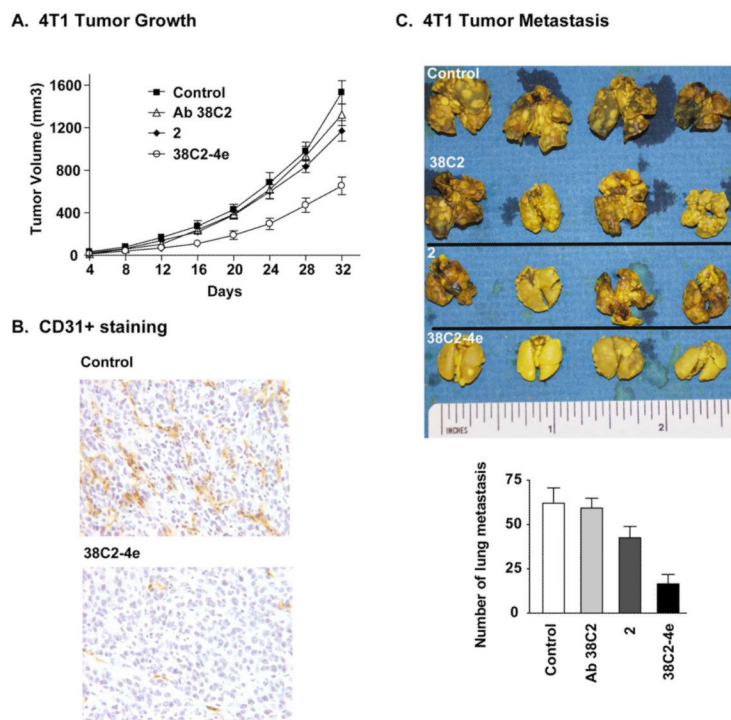 A. 4T1 Tumor Growth
Tumor Volume (mm3)
1600
1200
800
400
0
Control
Ab 38C2
2
38C2-4e
4 8 12 16 20 24 28 32
Days
B. CD31+ staining
Control
38C2-4e
C. 4T1 Tumor Metastasis
Control
38C2
2
38C2-4e
INCHES 1 2
Number of lung metastasis
75
50
25
0
Control
Ab 38C2
2
38C2-4e